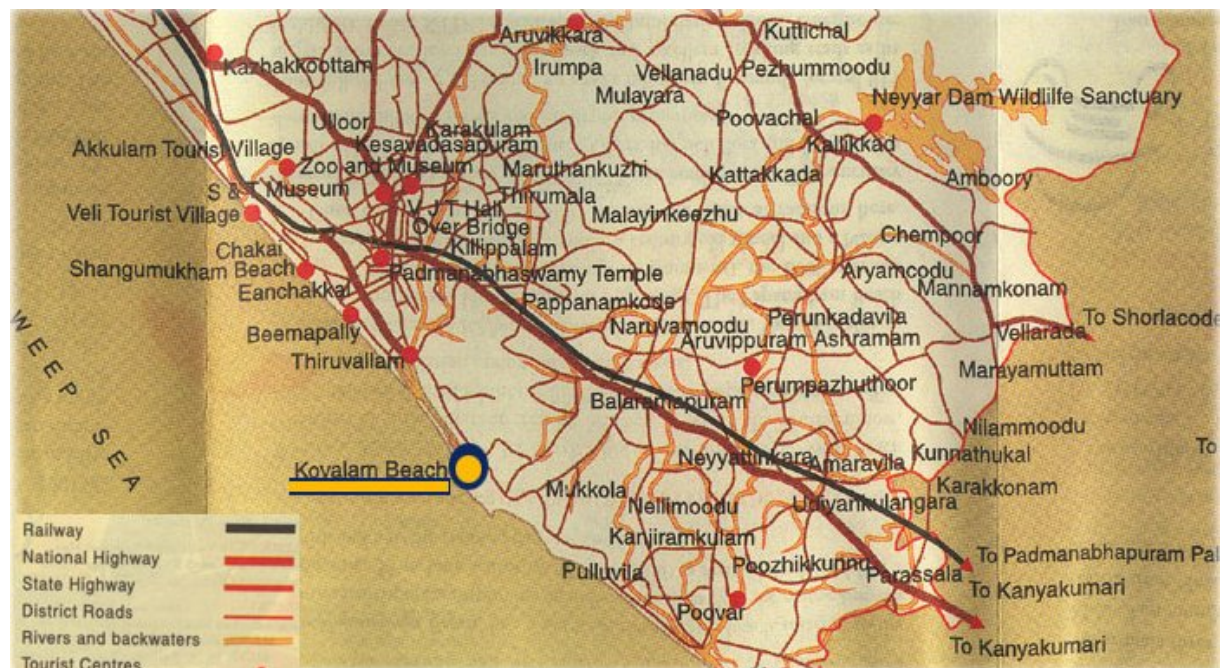 Kuttichal
Aruvikkara
Kazhakkoottam
Irumpa
Vellanadu
Pezhummoodu
Mulayara
Neyyar Dam Wildlilfe Sanctuary
Ulloor
Karakulam
Poovachal
Akkulam Tourist Village
Kesavadasapuram
Kallikkad
Zoo and Museum
Maruthankuzhi
Kattakkada
Amboory
S & T Museum
Thirumala
Veli Tourist Village
V J T Hall
Malayinkeezhu
Over Bridge
Chempoor
Chakai
Killippalam
Shangumukham Beach
Padmanabhaswamy Temple
Aryamcodu
Eanchakkal
Mannamkonam
Pappanamkode
Beemapally
Naruvamoodu
Perunkadavila
To Shorlacode
Aruvippuram Ashramam
Vellarada
Thiruvallam
Marayamuttam
Perumpazhuthoor
Balaramapuram
WEEP SEA
Nilammoodu
To
Kovalam Beach
Neyyattinkara
Amaravila
Kunnathukal
Mukkola
Karakkonam
Nellimoodu
Udiyankulangara
Kanjiramkulam
To Padmanabhapuram Pal
Pulluvila
Poozhikkunnu
Parassala
To Kanyakumari
Poovar
To Kanyakumari
Railway
National Highway
State Highway
District Roads
Rivers and backwaters
Tourist Centres